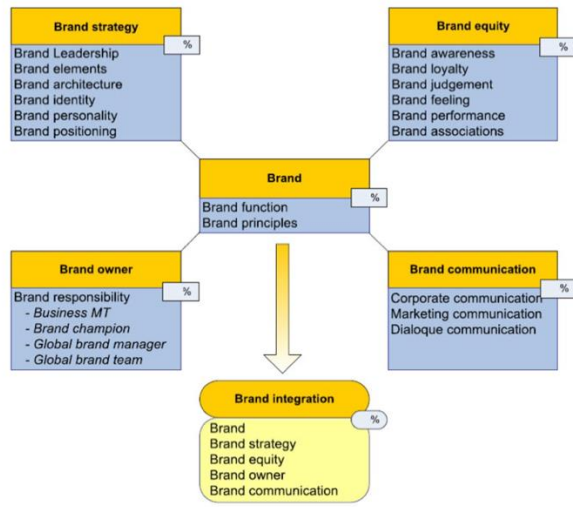 Brand strategy
%
Brand Leadership
Brand elements
Brand architecture
Brand identity
Brand personality
Brand positioning
Brand equity
%
Brand awareness
Brand loyalty
Brand judgement
Brand feeling
Brand performance
Brand associations
Brand
%
Brand function
Brand principles
Brand owner
%
Brand responsibility
- Business MT
- Brand champion
- Global brand manager
- Global brand team
Brand communication
%
Corporate communication
Marketing communication
Dialoque communication
Brand integration
%
Brand
Brand strategy
Brand equity
Brand owner
Brand communication